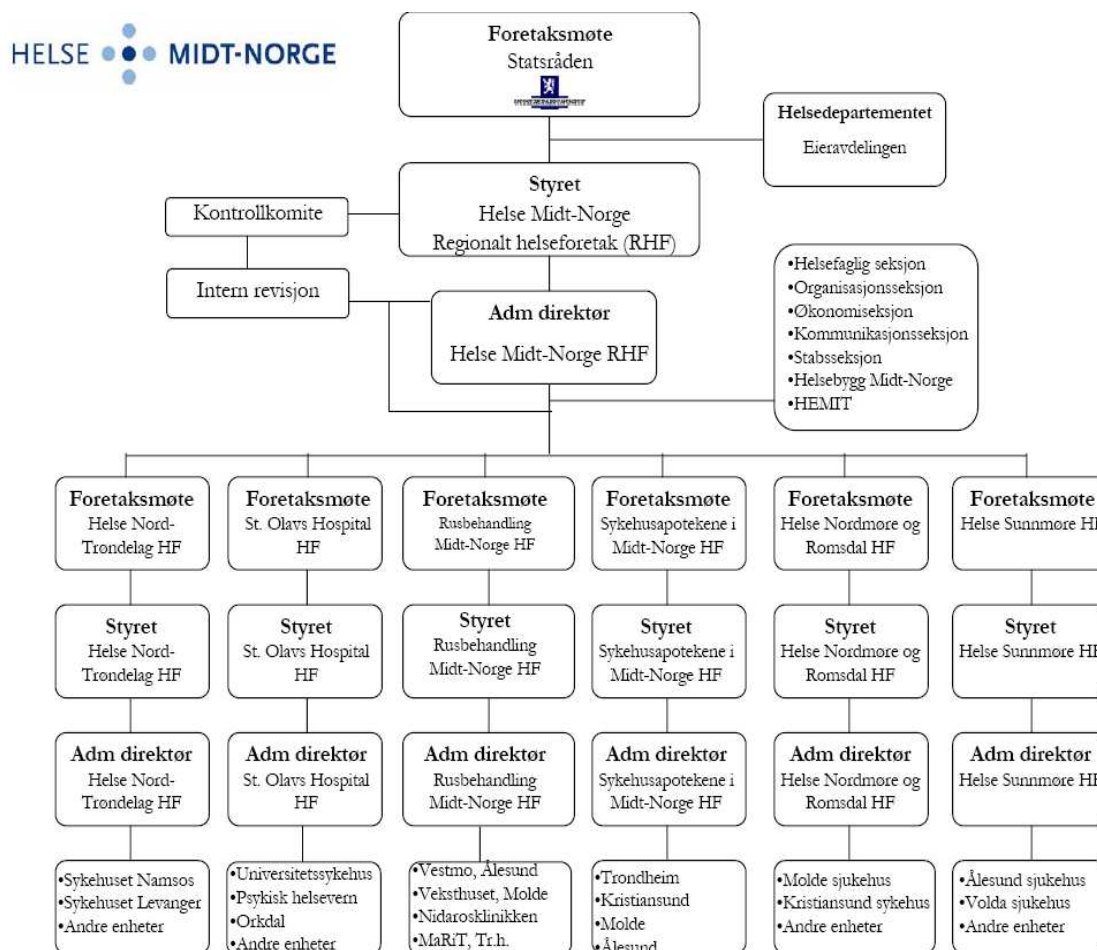 HELSE MIDT-NORGE
Foretaksmøte
Statsråden
Helsedepartementet
Eieravdelingen
Styret
Helse Midt-Norge
Regionalt helseforetak (RHF)
Kontrollkomite
Intern revisjon
Adm direktør
Helse Midt-Norge RHF
•Helsefaglig seksjon
•Organisasjonsseksjon
•Økonomiseksjon
•Kommunikasjonsseksjon
•Stabsseksjon
•Helsebygg Midt-Norge
•HEMIT
Foretaksmøte
Helse Nord-
Trøndelag HF
Foretaksmøte
St. Olavs Hospital
HF
Foretaksmøte
Rusbehandling
Midt-Norge HF
Foretaksmøte
Sykehusapotekene i
Midt-Norge HF
Foretaksmøte
Helse Nordmøre og
Romsdal HF
Foretaksmøte
Helse Sunnmøre HF
Styret
Helse Nord-
Trøndelag HF
Styret
St. Olavs Hospital
HF
Styret
Rusbehandling
Midt-Norge HF
Styret
Sykehusapotekene i
Midt-Norge HF
Styret
Helse Nordmøre og
Romsdal HF
Styret
Helse Sunnmøre HF
Adm direktør
Helse Nord-
Trøndelag HF
Adm direktør
St. Olavs Hospital
HF
Adm direktør
Rusbehandling
Midt-Norge HF
Adm direktør
Sykehusapotekene i
Midt-Norge HF
Adm direktør
Helse Nordmøre og
Romsdal HF
Adm direktør
Helse Sunnmøre HF
•Sykehuset Namsos
•Sykehuset Levanger
•Andre enheter
•Universitetssykehus
•Psykisk helsevern
•Orkdal
•Andre enheter
•Vestmo, Ålesund
•Veksthuset, Molde
•Nidarosklinikken
•MaRiT, Tr.h.
•Trondheim
•Kristiansund
•Molde
•Ålesund
•Molde sjukehus
•Kristiansund sykehus
•Andre enheter
•Ålesund sjukehus
•Volda sjukehus
•Andre enheter